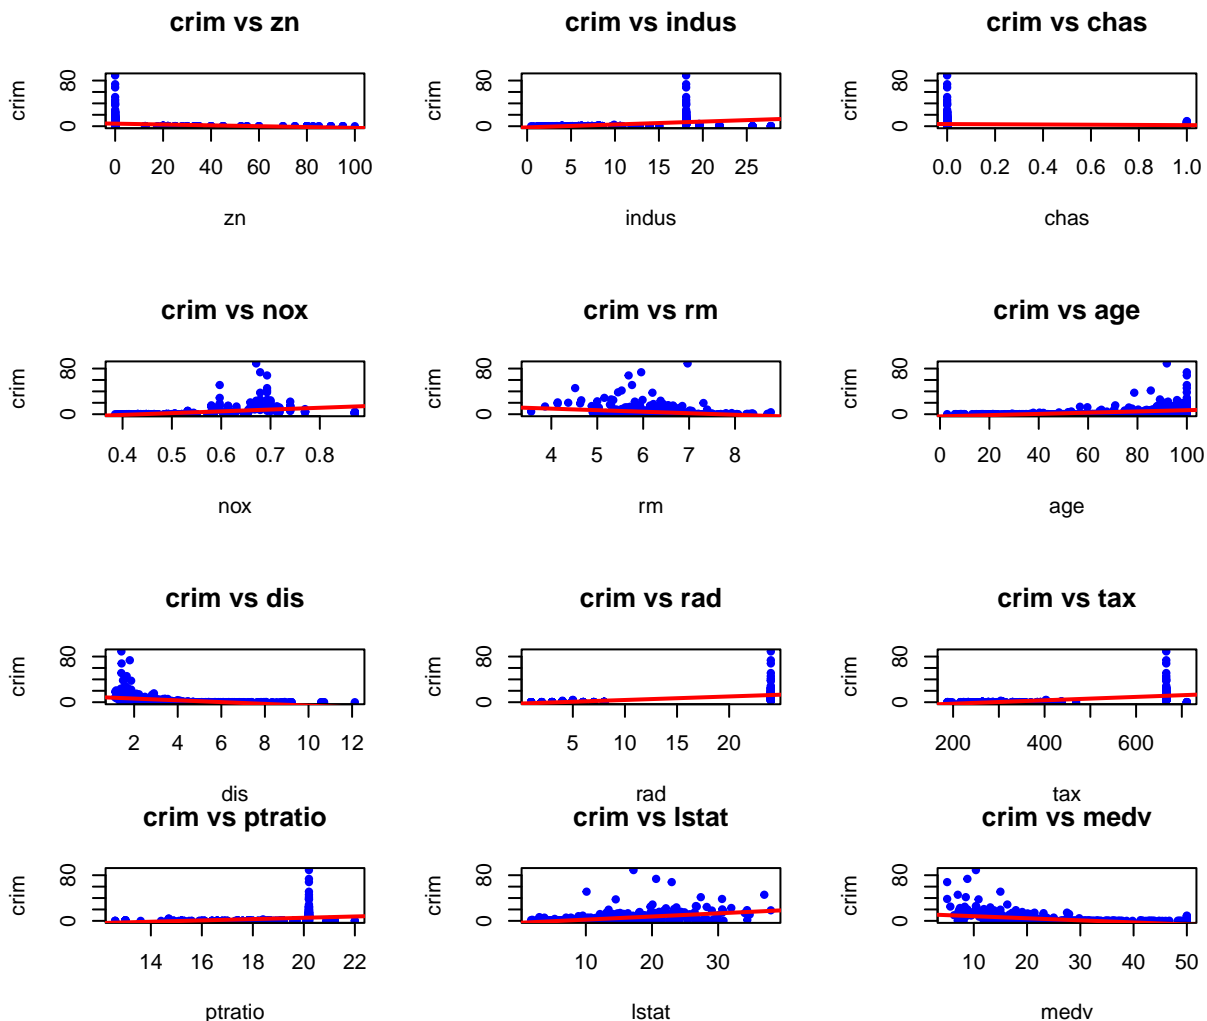 crim vs zn
crim
0 80
0 20 40 60 80 100
zn
crim vs indus
crim
0 80
0 5 10 15 20 25
indus
crim vs chas
crim
0 80
0.0 0.2 0.4 0.6 0.8 1.0
chas
crim vs nox
crim
0 80
0.4 0.5 0.6 0.7 0.8
nox
crim vs rm
crim
0 80
4 5 6 7 8
rm
crim vs age
crim
0 80
0 20 40 60 80 100
age
crim vs dis
crim
0 80
2 4 6 8 10 12
dis
crim vs rad
crim
0 80
5 10 15 20
rad
crim vs tax
crim
0 80
200 400 600
tax
crim vs ptratio
crim
0 80
14 16 18 20 22
ptratio
crim vs lstat
crim
0 80
10 20 30
lstat
crim vs medv
crim
0 80
10 20 30 40 50
medv